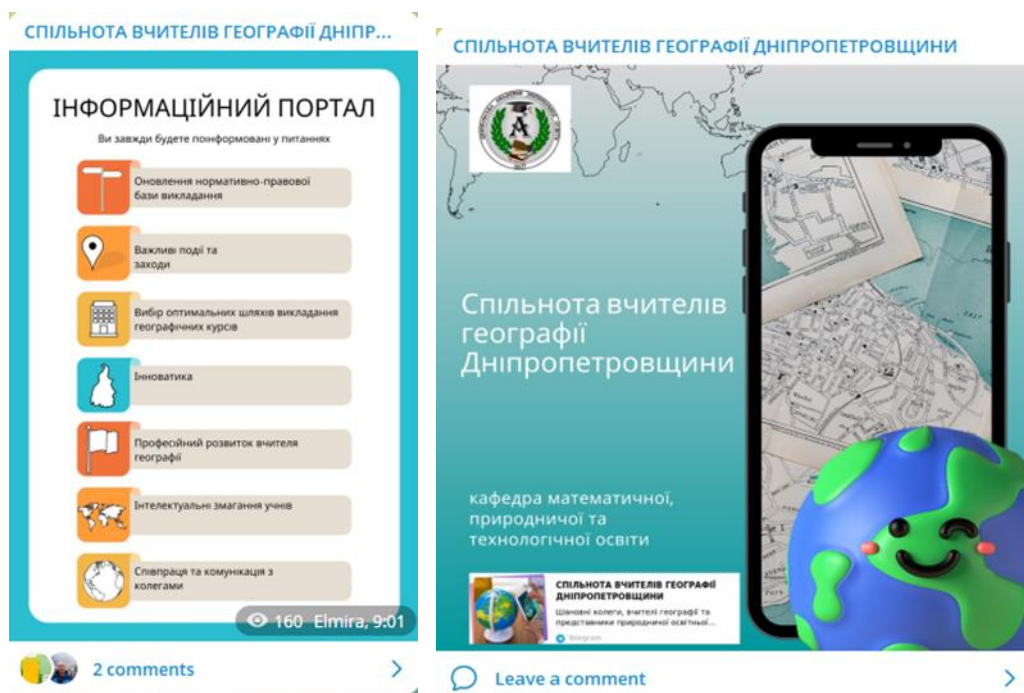 СПІЛЬНОТА ВЧИТЕЛІВ ГЕОГРАФІЇ ДНІПР...
ІНФОРМАЦІЙНИЙ ПОРТАЛ
Ви завжди будете поінформовані у питаннях
Оновлення нормативно-правової
бази викладання
Важливі події та
заходи
Вибір оптимальних шляхів викладання
географічних курсів
Інноватика
Професійний розвиток вчителя
географії
Інтелектуальні змагання учнів
Співпраця та комунікація з
колегами
160 Elmira, 9:01
2 comments
СПІЛЬНОТА ВЧИТЕЛІВ ГЕОГРАФІЇ ДНІПРОПЕТРОВЩИНИ
А
Спільнота вчителів
географії
Дніпропетровщини
кафедра математичної,
природничої та
технологічної освіти
СПІЛЬНОТА ВЧИТЕЛІВ ГЕОГРАФІЇ
ДНІПРОПЕТРОВЩИНИ
Шановні колеги, вчителі географії та
представники природничої освітньої...
Telegram
Leave a comment